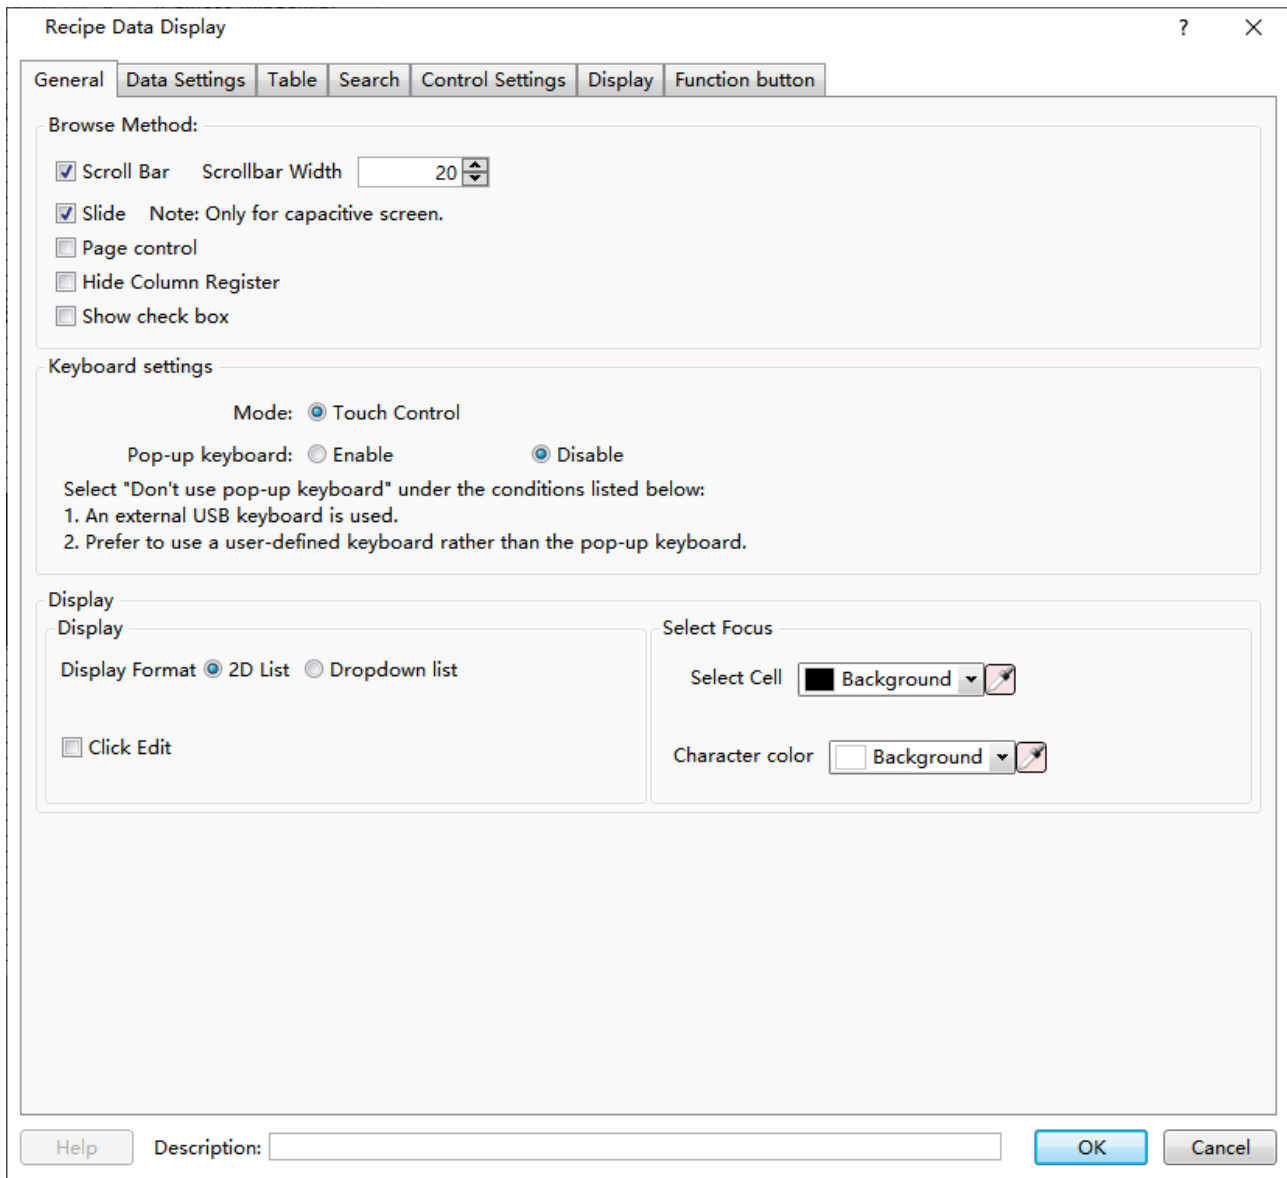 Recipe Data Display ?
General Data Settings Table Search Control Settings Display Function button
Browse Method:
Scroll Bar Scrollbar Width 20
Slide Note: Only for capacitive screen.
Page control
Hide Column Register
Show check box
Keyboard settings
Mode: Touch Control
Pop-up keyboard: Enable Disable
Select "Don't use pop-up keyboard" under the conditions listed below:
1. An external USB keyboard is used.
2. Prefer to use a user-defined keyboard rather than the pop-up keyboard.
Display
Display
Display Format 2D List Dropdown list
Click Edit
Select Focus
Select Cell Background
Character color Background
Help Description: OK Cancel